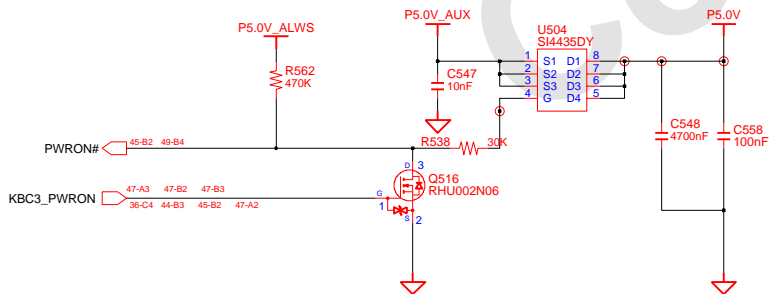 P5.0V_ALWS
P5.0V_AUX
U504
SI4435DY
P5.0V
R562
470K
C547
10nF
1 S1 D1 8
2 S2 D2 7
3 S3 D3 6
4 G D4 5
C548
4700nF
C558
100nF
PWRON# 45-B2 49-B4
R538 30K
D 3
Q516
RHU002N06
KBC3_PWRON 47-A3 47-B2 47-B3
36-C4 44-B3 45-B2 47-A2
G
1
S 2